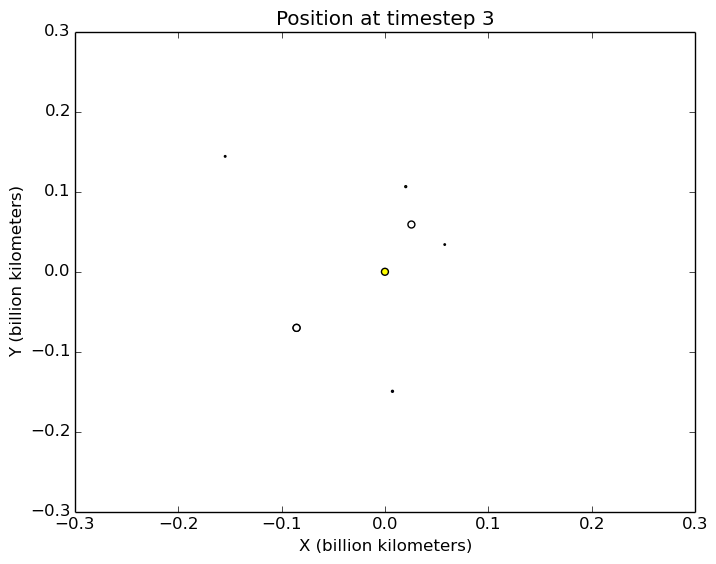 Position at timestep 3
0.3
0.2
0.1
0.0
−0.1
−0.2
−0.3
Y (billion kilometers)
−0.3 −0.2 −0.1 0.0 0.1 0.2 0.3
X (billion kilometers)